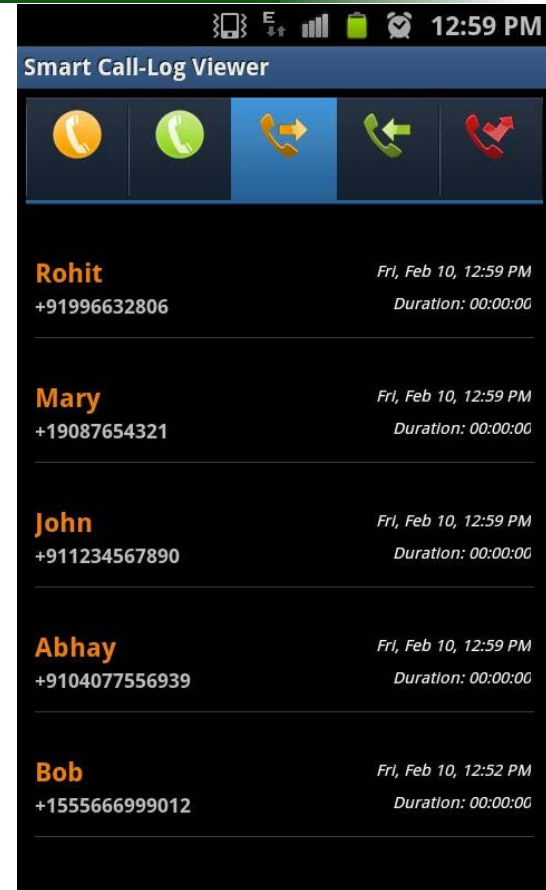 E 12:59 PM
Smart Call-Log Viewer
Rohit
Fri, Feb 10, 12:59 PM
+91996632806
Duration: 00:00:00
Mary
Fri, Feb 10, 12:59 PM
+19087654321
Duration: 00:00:00
John
Fri, Feb 10, 12:59 PM
+911234567890
Duration: 00:00:00
Abhay
Fri, Feb 10, 12:59 PM
+9104077556939
Duration: 00:00:00
Bob
Fri, Feb 10, 12:52 PM
+1555666999012
Duration: 00:00:00